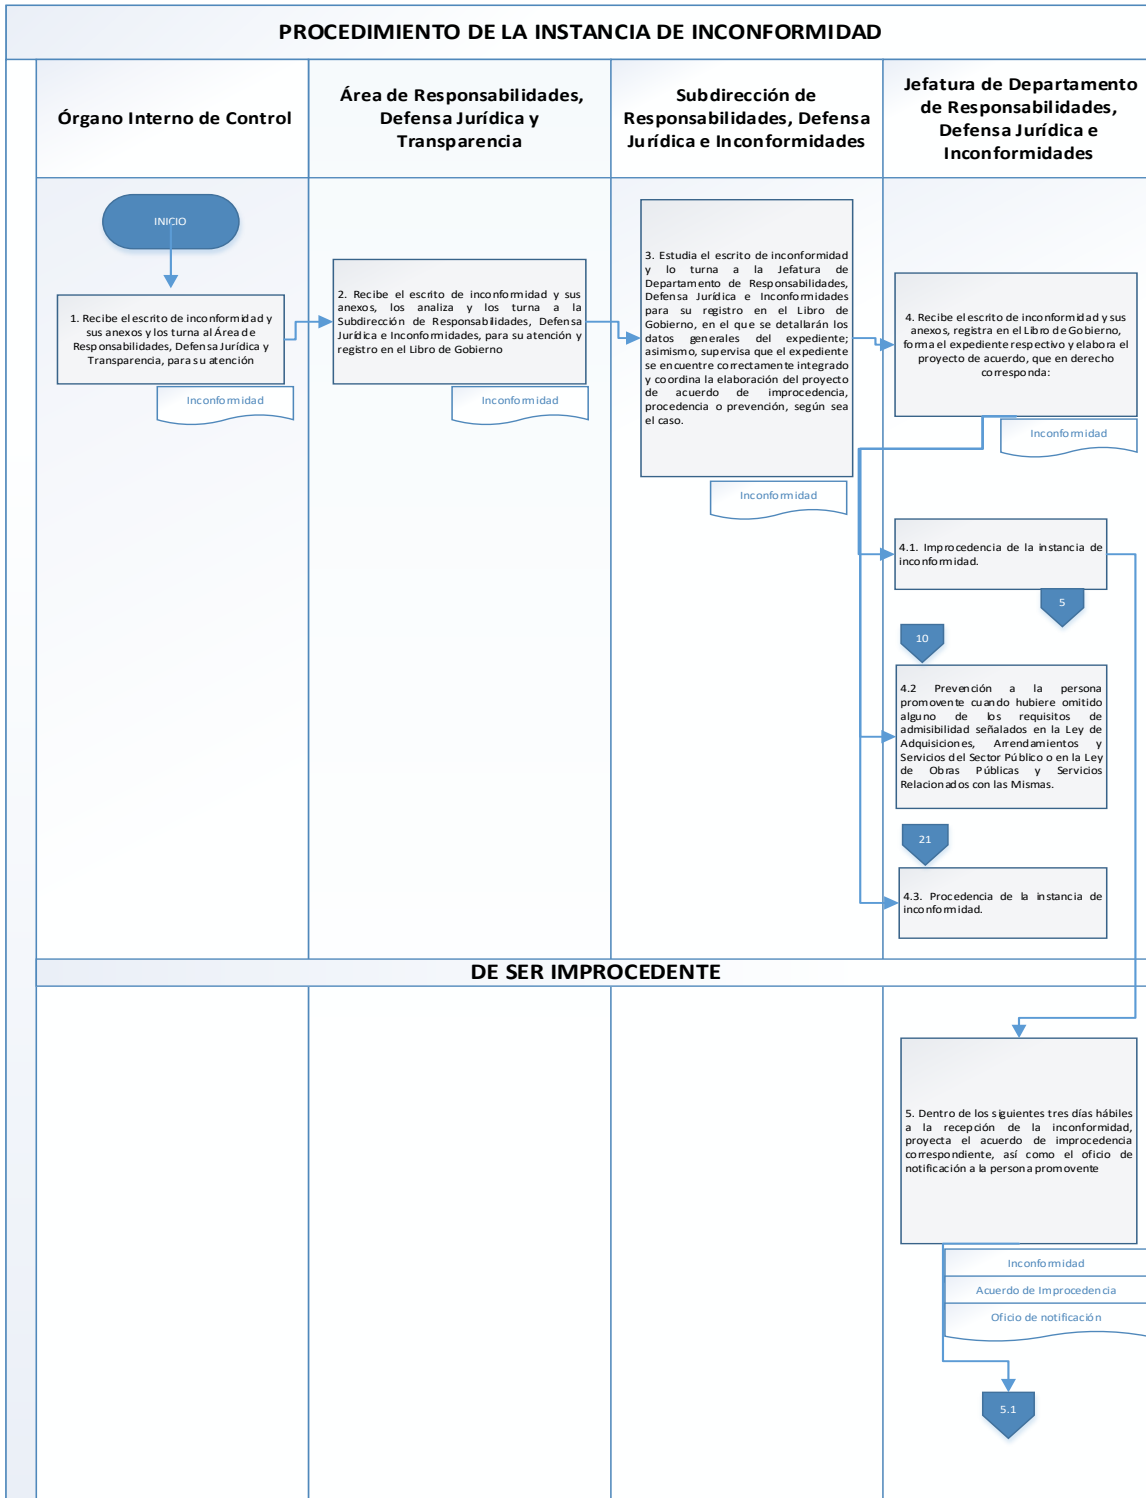 PROCEDIMIENTO DE LA INSTANCIA DE INCONFORMIDAD
Órgano Interno de Control
Área de Responsabilidades,
Defensa Jurídica y
Transparencia
Subdirección de
Responsabilidades, Defensa
Jurídica e Inconformidades
Jefatura de Departamento
de Responsabilidades,
Defensa Jurídica e
Inconformidades
INICIO
1. Recibe el escrito de inconformidad y
sus anexos y los turna al Área de
Responsabilidades, Defensa Jurídica y
Transparencia, para su atención
Inconformidad
2. Recibe el escrito de inconformidad y sus
anexos, los analiza y los turna a la
Subdirección de Responsabilidades, Defensa
Jurídica e Inconformidades, para su atención y
registro en el Libro de Gobierno
Inconformidad
3. Estudia el escrito de inconformidad
y lo turna a la Jefatura de
Departamento de Responsabilidades,
Defensa Jurídica e Inconformidades
para su registro en el Libro de
Gobierno, en el que se detallarán los
datos generales del expediente;
asimismo, supervisa que el expediente
se encuentre correctamente integrado
y coordina la elaboración del proyecto
de acuerdo de improcedencia,
procedencia o prevención, según sea
el caso.
Inconformidad
4. Recibe el escrito de inconformidad y sus
anexos, registra en el Libro de Gobierno,
forma el expediente respectivo y elabora el
proyecto de acuerdo, que en derecho
corresponda:
Inconformidad
4.1. Improcedencia de la instancia de
inconformidad.
5
10
4.2 Prevención a la persona
promovente cuando hubiere omitido
alguno de los requisitos de
admisibilidad señalados en la Ley de
Adquisiciones, Arrendamientos y
Servicios del Sector Público o en la Ley
de Obras Públicas y Servicios
Relacionados con las Mismas.
21
4.3. Procedencia de la instancia de
inconformidad.
DE SER IMPROCEDENTE
5. Dentro de los siguientes tres días hábiles
a la recepción de la inconformidad,
proyecta el acuerdo de improcedencia
correspondiente, así como el oficio de
notificación a la persona promovente
Inconformidad
Acuerdo de Improcedencia
Oficio de notificación
5.1